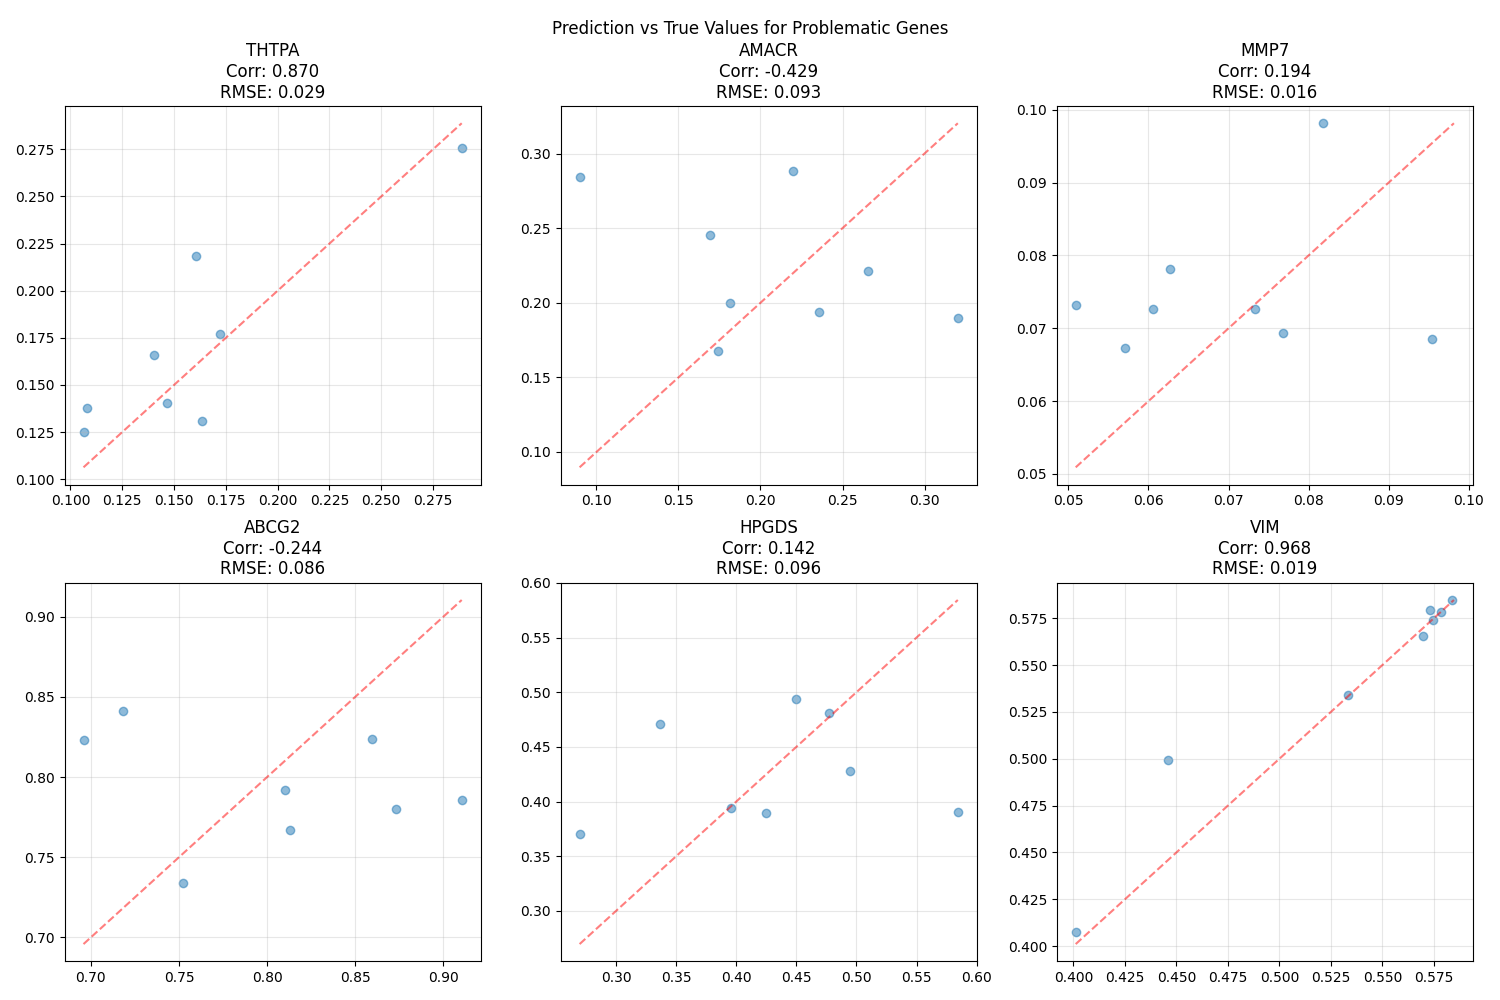 Prediction vs True Values for Problematic Genes
THTPA
Corr: 0.870
RMSE: 0.029
0.275
0.250
0.225
0.200
0.175
0.150
0.125
0.100
0.100 0.125 0.150 0.175 0.200 0.225 0.250 0.275
AMACR
Corr: -0.429
RMSE: 0.093
0.30
0.25
0.20
0.15
0.10
0.10 0.15 0.20 0.25 0.30
MMP7
Corr: 0.194
RMSE: 0.016
0.10
0.09
0.08
0.07
0.06
0.05
0.05 0.06 0.07 0.08 0.09 0.10
ABCG2
Corr: -0.244
RMSE: 0.086
0.90
0.85
0.80
0.75
0.70
0.70 0.75 0.80 0.85 0.90
HPGDS
Corr: 0.142
RMSE: 0.096
0.60
0.55
0.50
0.45
0.40
0.35
0.30
0.30 0.35 0.40 0.45 0.50 0.55 0.60
VIM
Corr: 0.968
RMSE: 0.019
0.575
0.550
0.525
0.500
0.475
0.450
0.425
0.400
0.400 0.425 0.450 0.475 0.500 0.525 0.550 0.575